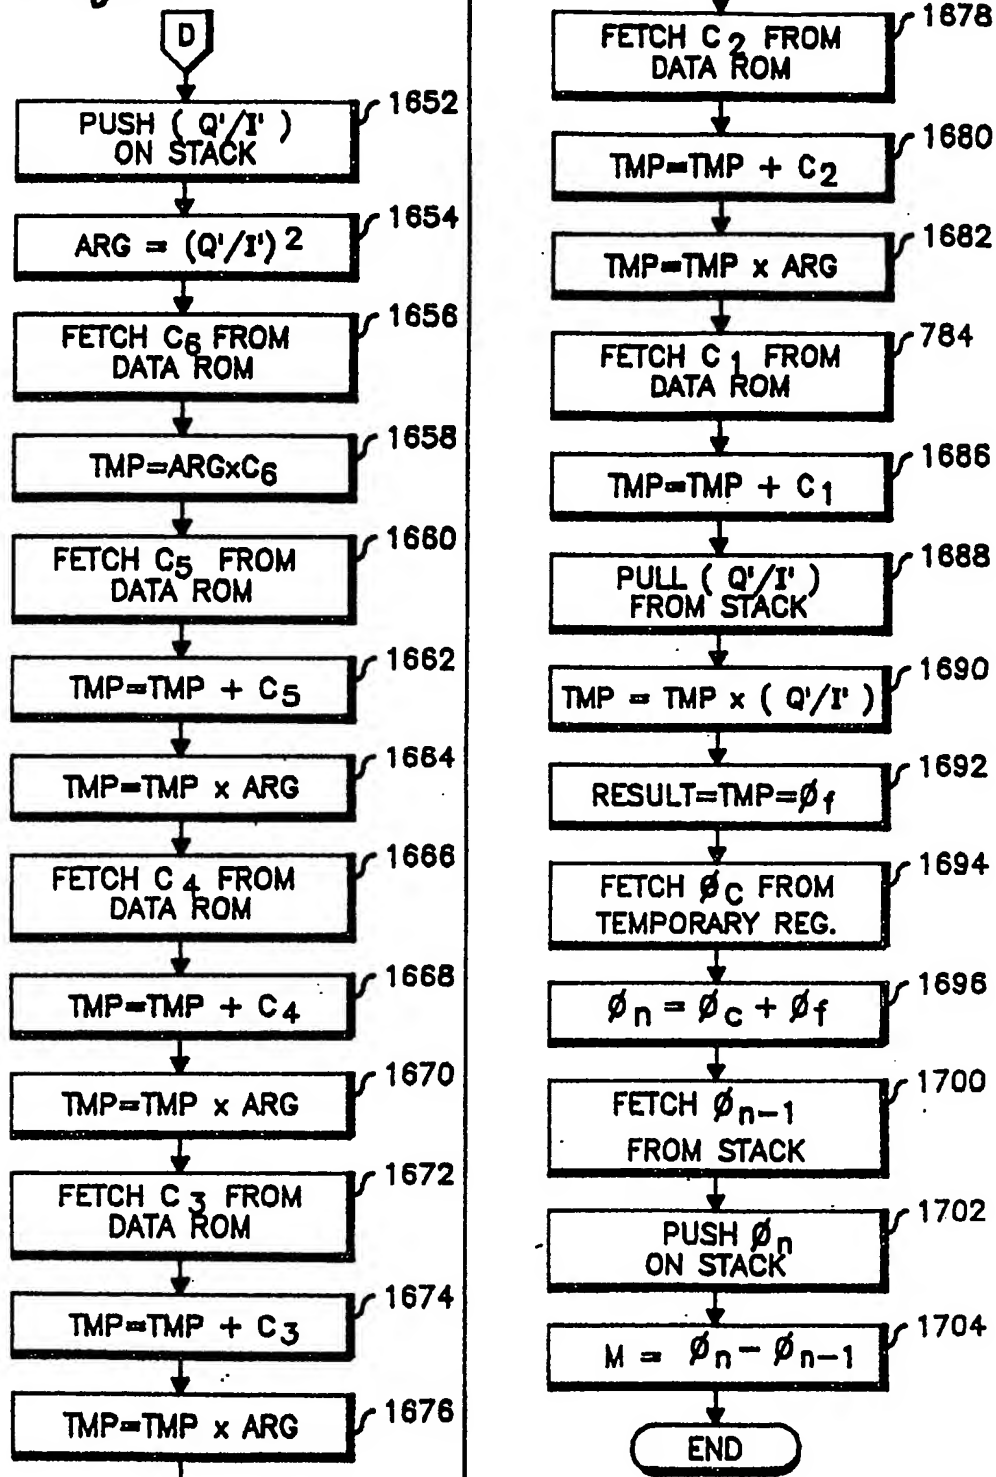 D
PUSH ( Q'/I' )
ON STACK
1652
ARG = (Q'/I')²
1654
FETCH C₆ FROM
DATA ROM
1656
TMP=ARGxC₆
1658
FETCH C₅ FROM
DATA ROM
1680
TMP=TMP + C₅
1662
TMP=TMP x ARG
1664
FETCH C₄ FROM
DATA ROM
1666
TMP=TMP + C₄
1668
TMP=TMP x ARG
1670
FETCH C₃ FROM
DATA ROM
1672
TMP=TMP + C₃
1674
TMP=TMP x ARG
1676
FETCH C₂ FROM
DATA ROM
1678
TMP=TMP + C₂
1680
TMP=TMP x ARG
1682
FETCH C₁ FROM
DATA ROM
784
TMP=TMP + C₁
1686
PULL ( Q'/I' )
FROM STACK
1688
TMP = TMP x ( Q'/I' )
1690
RESULT=TMP=Øf
1692
FETCH ØC FROM
TEMPORARY REG.
1694
Øn = Øc + Øf
1696
FETCH Øn-1
FROM STACK
1700
PUSH Øn
ON STACK
1702
M = Øn - Øn-1
1704
END